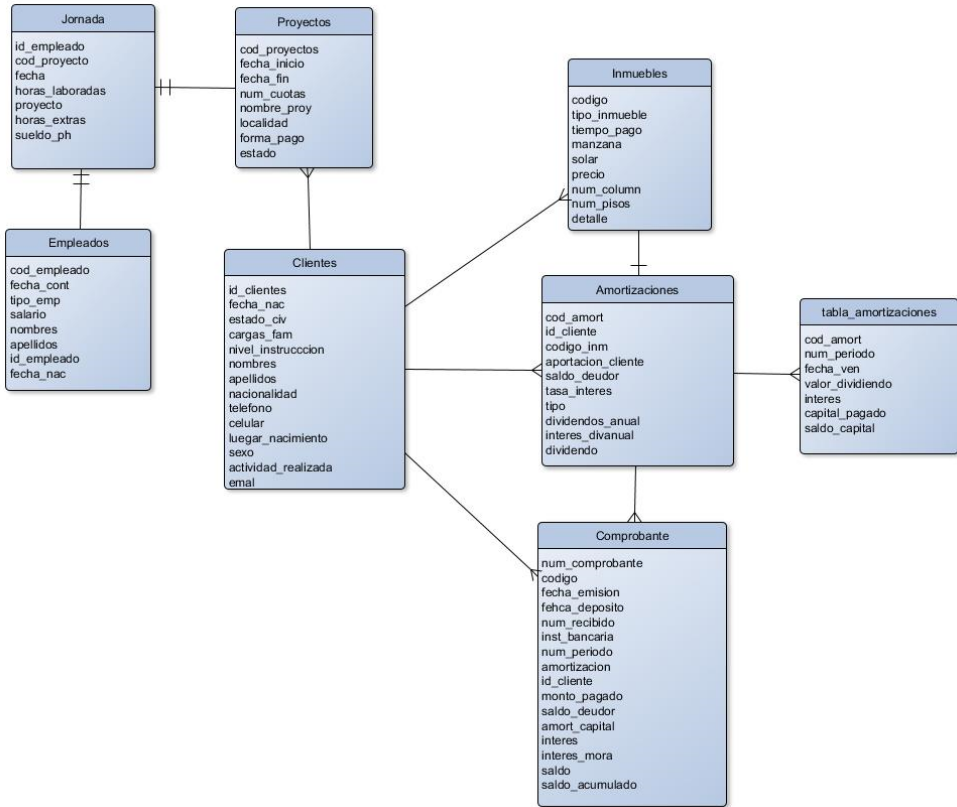 Jornada
id_empleado
cod_proyecto
fecha
horas_laboradas
proyecto
horas_extras
sueldo_ph
Proyectos
cod_proyectos
fecha_inicio
fecha_fin
num_cuotas
nombre_proy
localidad
forma_pago
estado
Inmuebles
codigo
tipo_inmueble
tiempo_pago
manzana
solar
precio
num_column
num_pisos
detalle
Empleados
cod_empleado
fecha_cont
tipo_emp
salario
nombres
apellidos
id_empleado
fecha_nac
Clientes
id_clientes
fecha_nac
estado_civ
cargas_fam
nivel_instrucccion
nombres
apellidos
nacionalidad
telefono
celular
luegar_nacimiento
sexo
actividad_realizada
emal
Amortizaciones
cod_amort
id_cliente
codigo_inm
aportacion_cliente
saldo_deudor
tasa_interes
tipo
dividendos_anual
interes_divanual
dividendo
tabla_amortizaciones
cod_amort
num_periodo
fecha_ven
valor_dividiendo
interes
capital_pagado
saldo_capital
Comprobante
num_comprobante
codigo
fecha_emision
fehca_deposito
num_recibido
inst_bancaria
num_periodo
amortizacion
id_cliente
monto_pagado
saldo_deudor
amort_capital
interes
interes_mora
saldo
saldo_acumulado